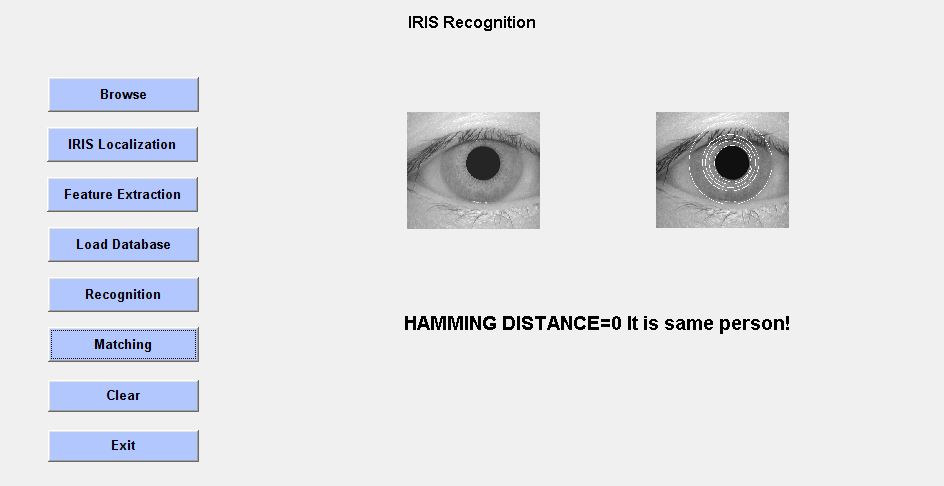 IRIS Recognition
Browse
IRIS Localization
Feature Extraction
Load Database
Recognition
Matching
Clear
Exit
HAMMING DISTANCE=0 It is same person!